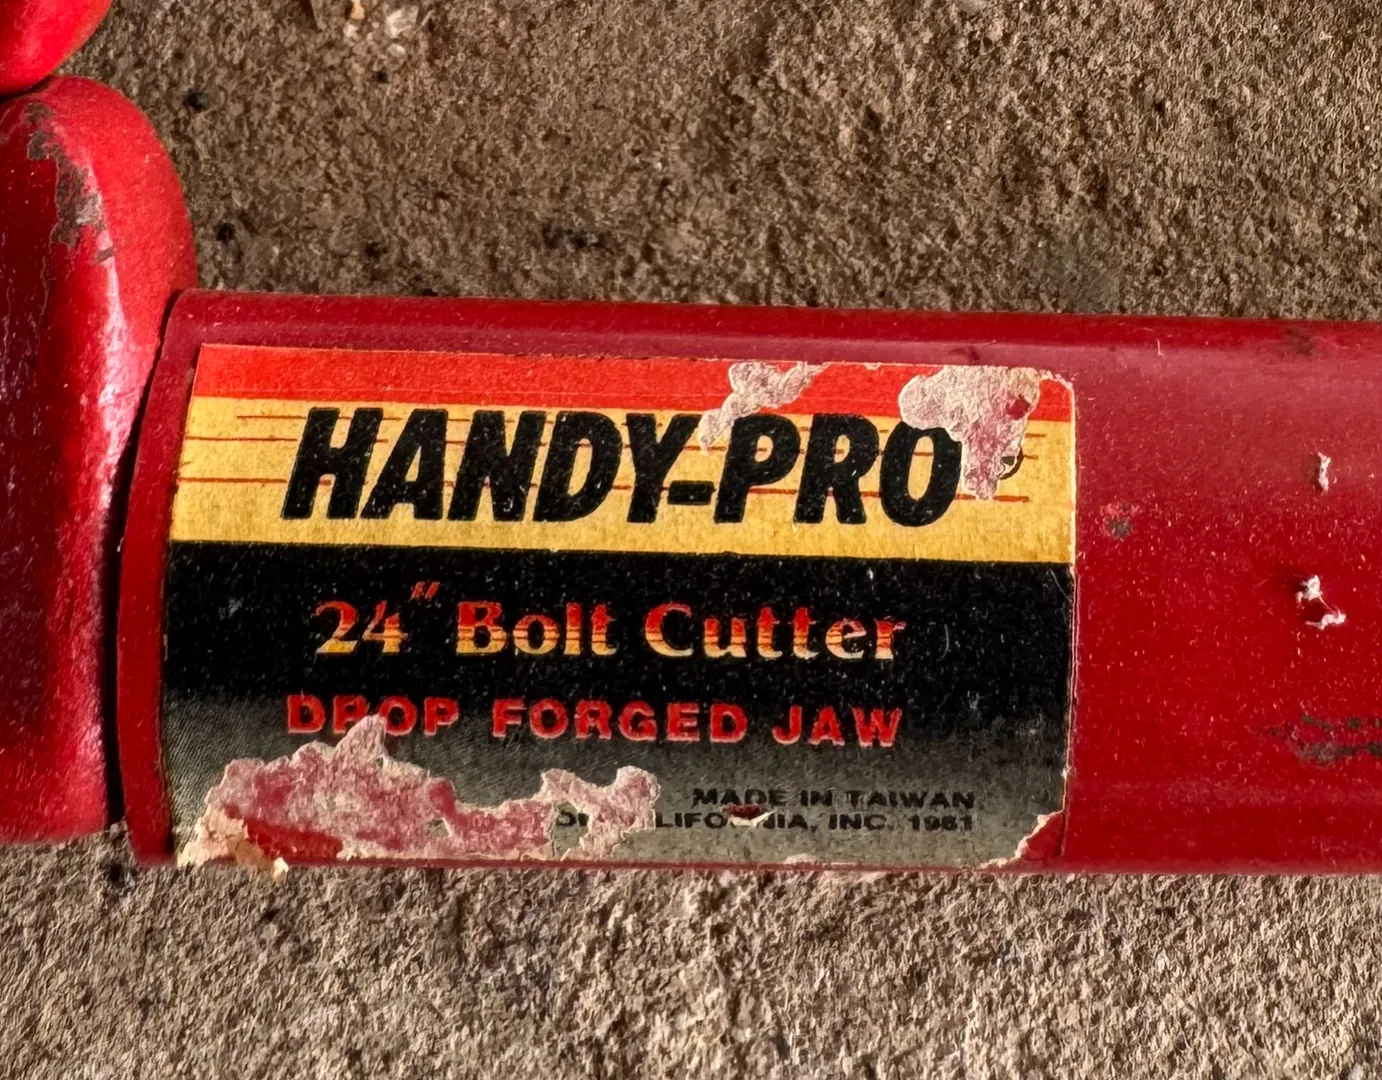 HANDY-PRO
24" Bolt Cutter
DROP FORGED JAW
MADE IN TAIWAN
INC. 1981